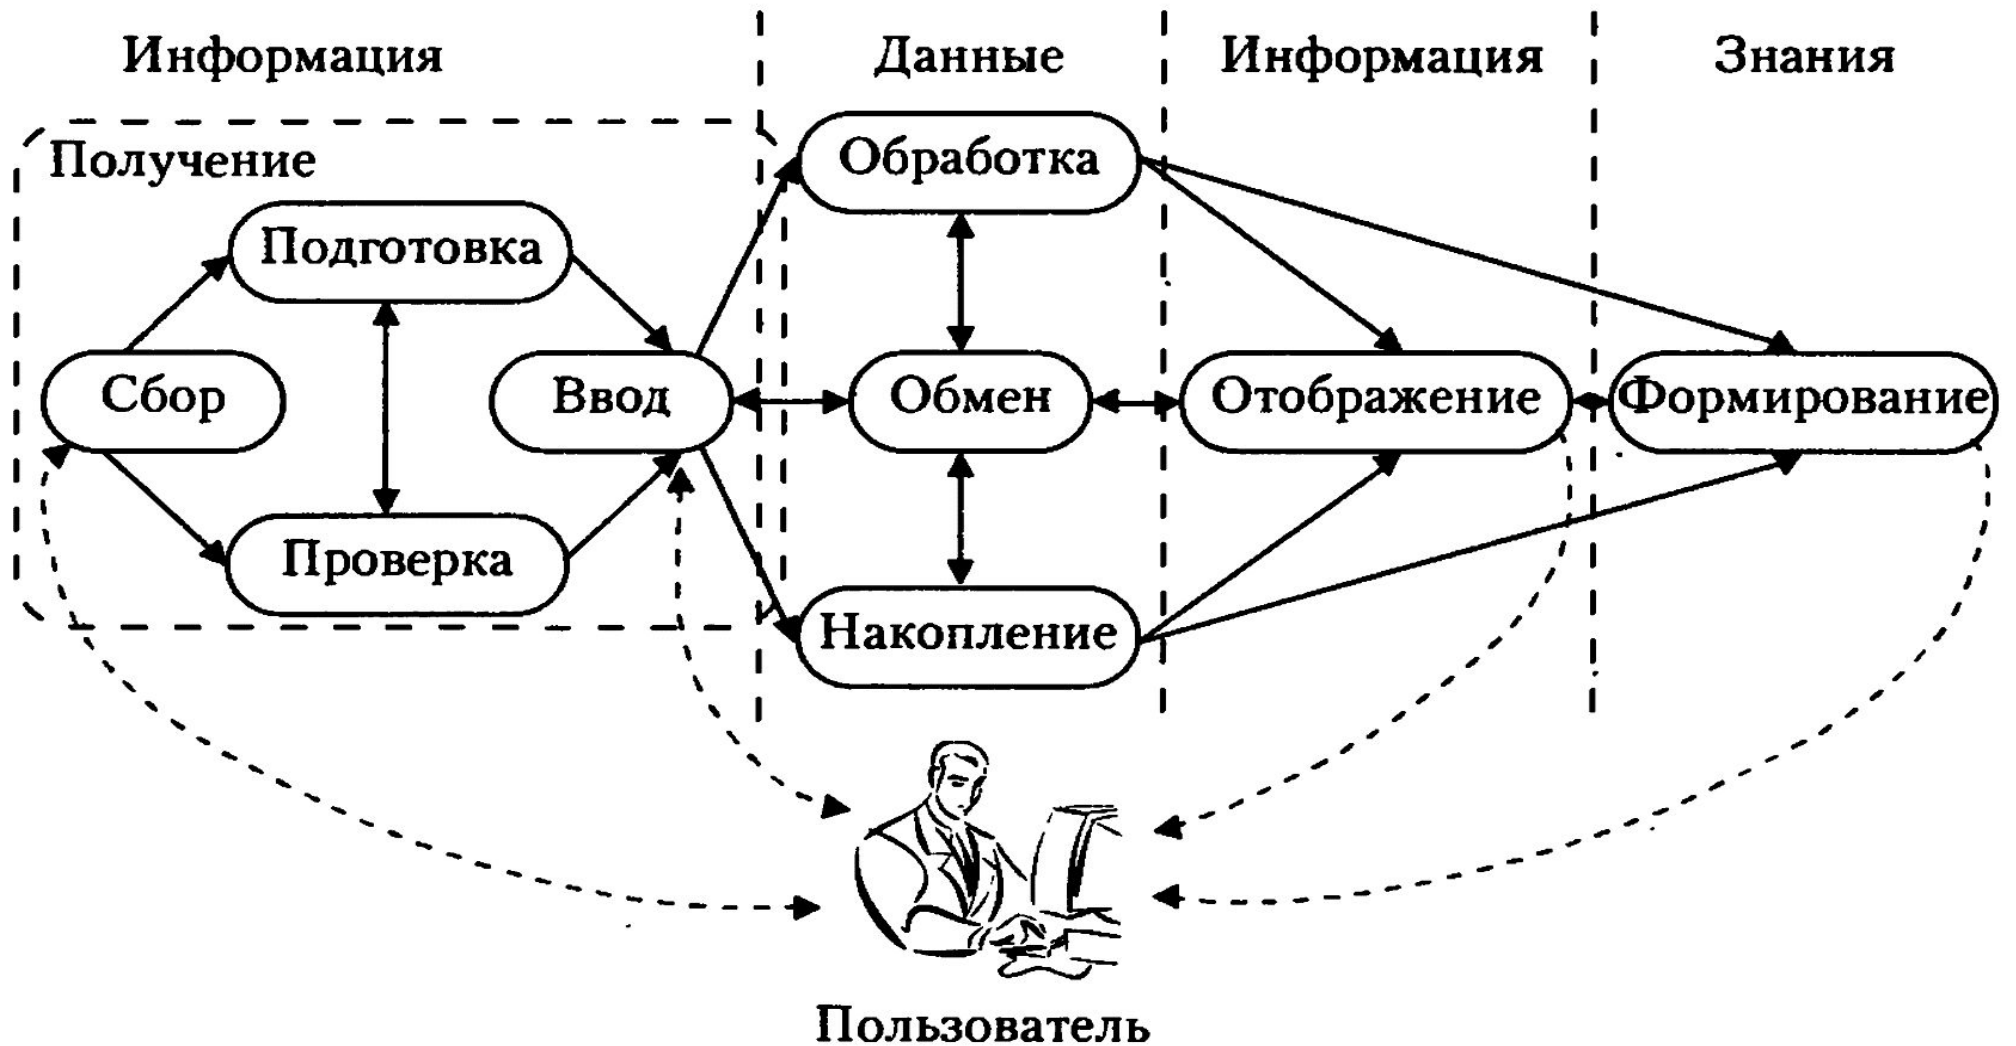 Информация
Данные
Информация
Знания
Получение
Обработка
Подготовка
Сбор
Ввод
Обмен
Отображение
Формирование
Проверка
Накопление
Пользователь